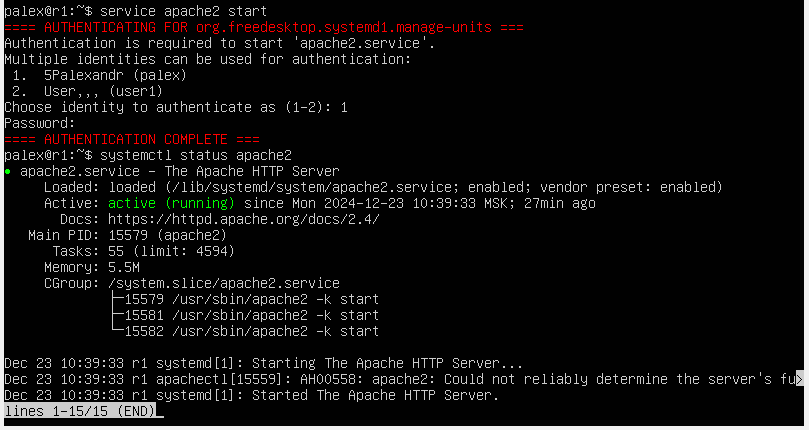 palex@r1:~$ service apache2 start
==== AUTHENTICATING FOR org.freedesktop.systemd1.manage-units ===
Authentication is required to start 'apache2.service'.
Multiple identities can be used for authentication:
 1.  5Palexandr (palex)
 2.  User,,, (user1)
Choose identity to authenticate as (1-2): 1
Password:
==== AUTHENTICATION COMPLETE ===
palex@r1:~$ systemctl status apache2
● apache2.service - The Apache HTTP Server
     Loaded: loaded (/lib/systemd/system/apache2.service; enabled; vendor preset: enabled)
     Active: active (running) since Mon 2024-12-23 10:39:33 MSK; 27min ago
       Docs: https://httpd.apache.org/docs/2.4/
   Main PID: 15579 (apache2)
      Tasks: 55 (limit: 4594)
     Memory: 5.5M
     CGroup: /system.slice/apache2.service
             ├─15579 /usr/sbin/apache2 -k start
             ├─15581 /usr/sbin/apache2 -k start
             └─15582 /usr/sbin/apache2 -k start

Dec 23 10:39:33 r1 systemd[1]: Starting The Apache HTTP Server...
Dec 23 10:39:33 r1 apachectl[15559]: AH00558: apache2: Could not reliably determine the server's fu>
Dec 23 10:39:33 r1 systemd[1]: Started The Apache HTTP Server.
lines 1-15/15 (END)